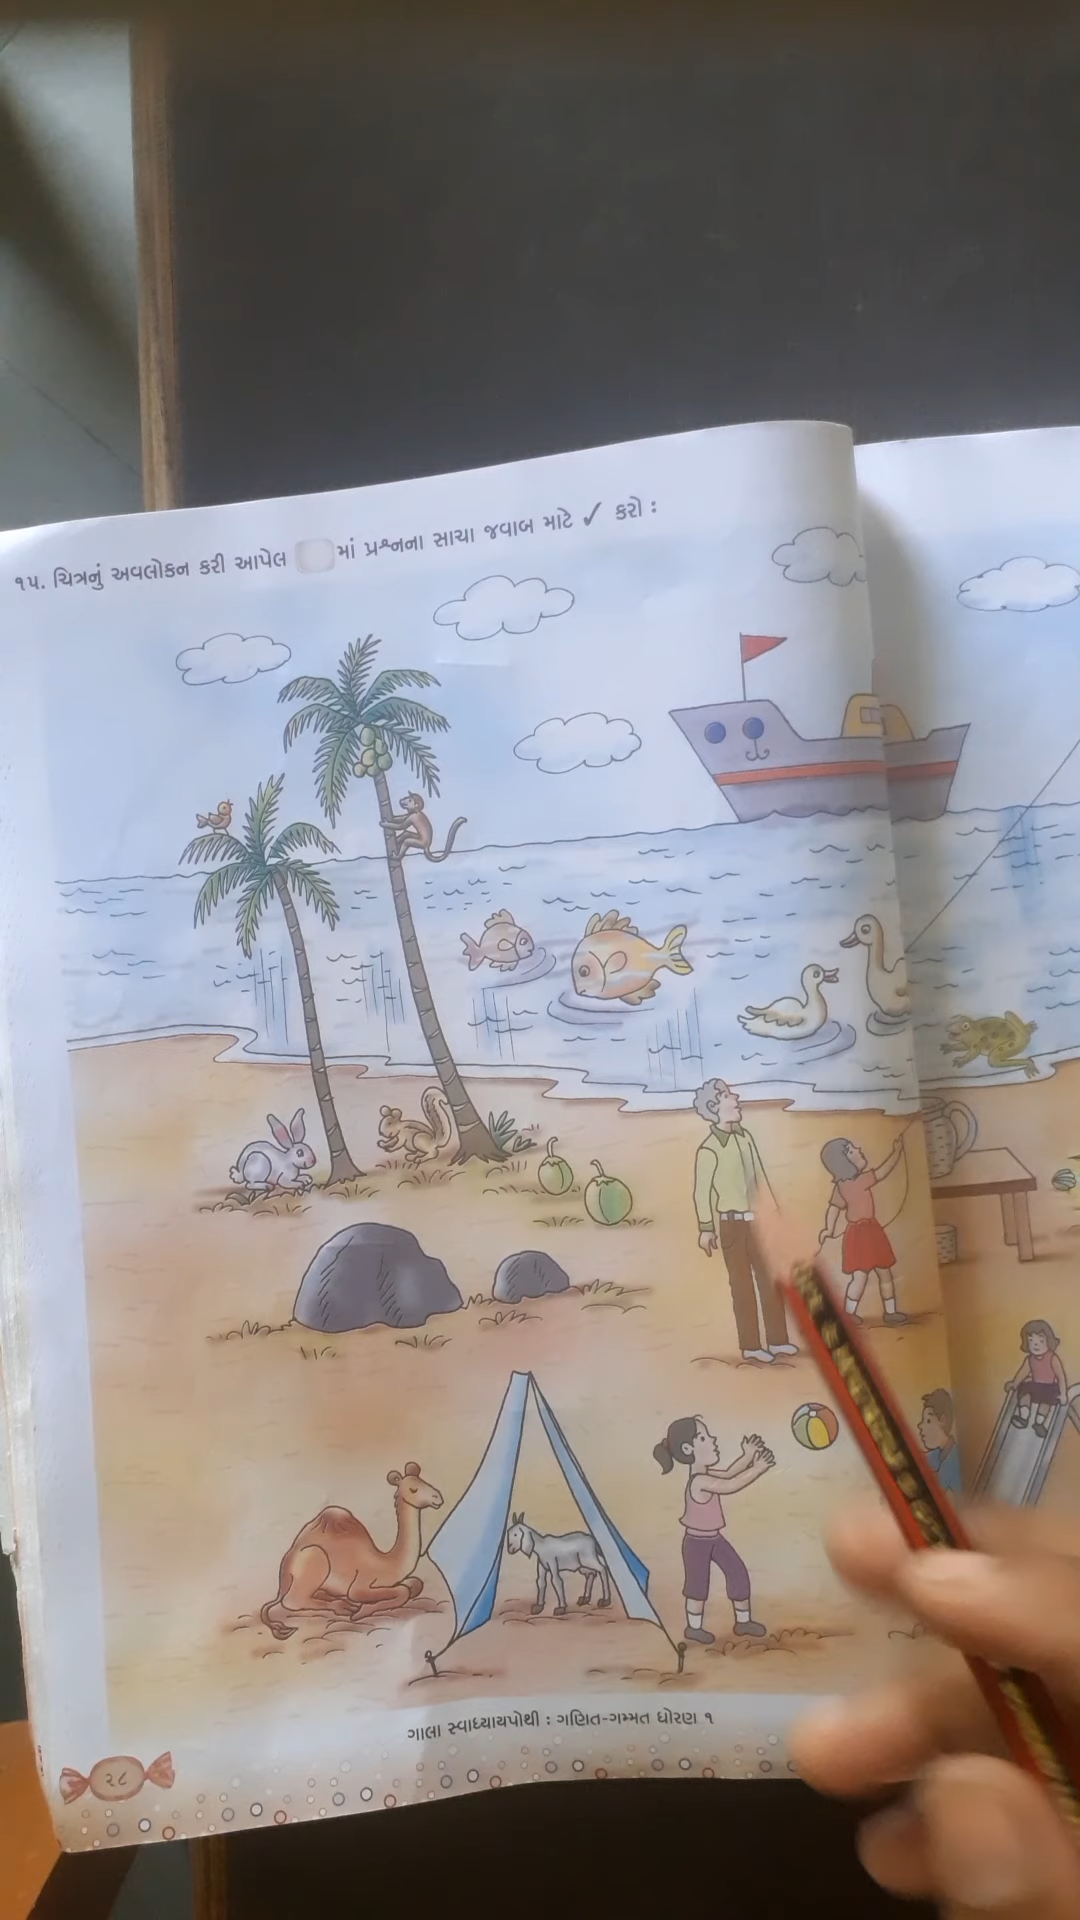 ૧૫. ચિત્રનું અવલોકન કરી આપેલ માં પ્રશ્નના સાચા જવાબ માટે ✓ કરો :
ગાલા સ્વાધ્યાયપોથી : ગણિત-ગમ્મત ધોરણ ૧
૨૮